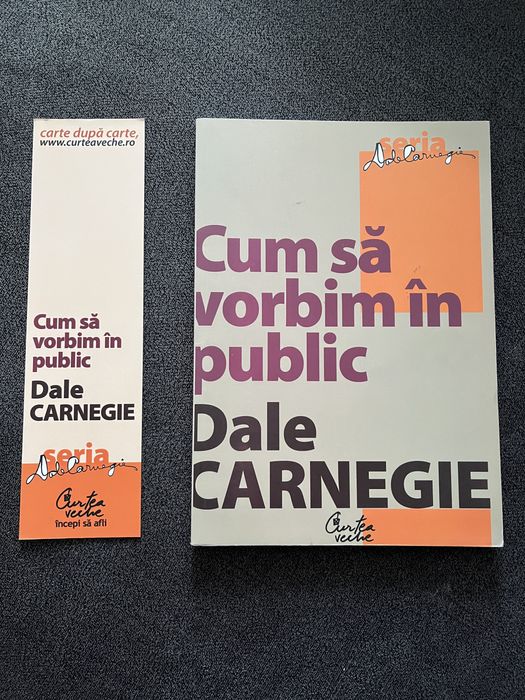 carte după carte,
www.curteaveche.ro
Cum să
vorbim în
public
Dale
CARNEGIE
seria
Dale Carnegie
Curtea
veche
începi să afli
seria
Dale Carnegie
Cum să
vorbim în
public
Dale
CARNEGIE
Curtea
veche